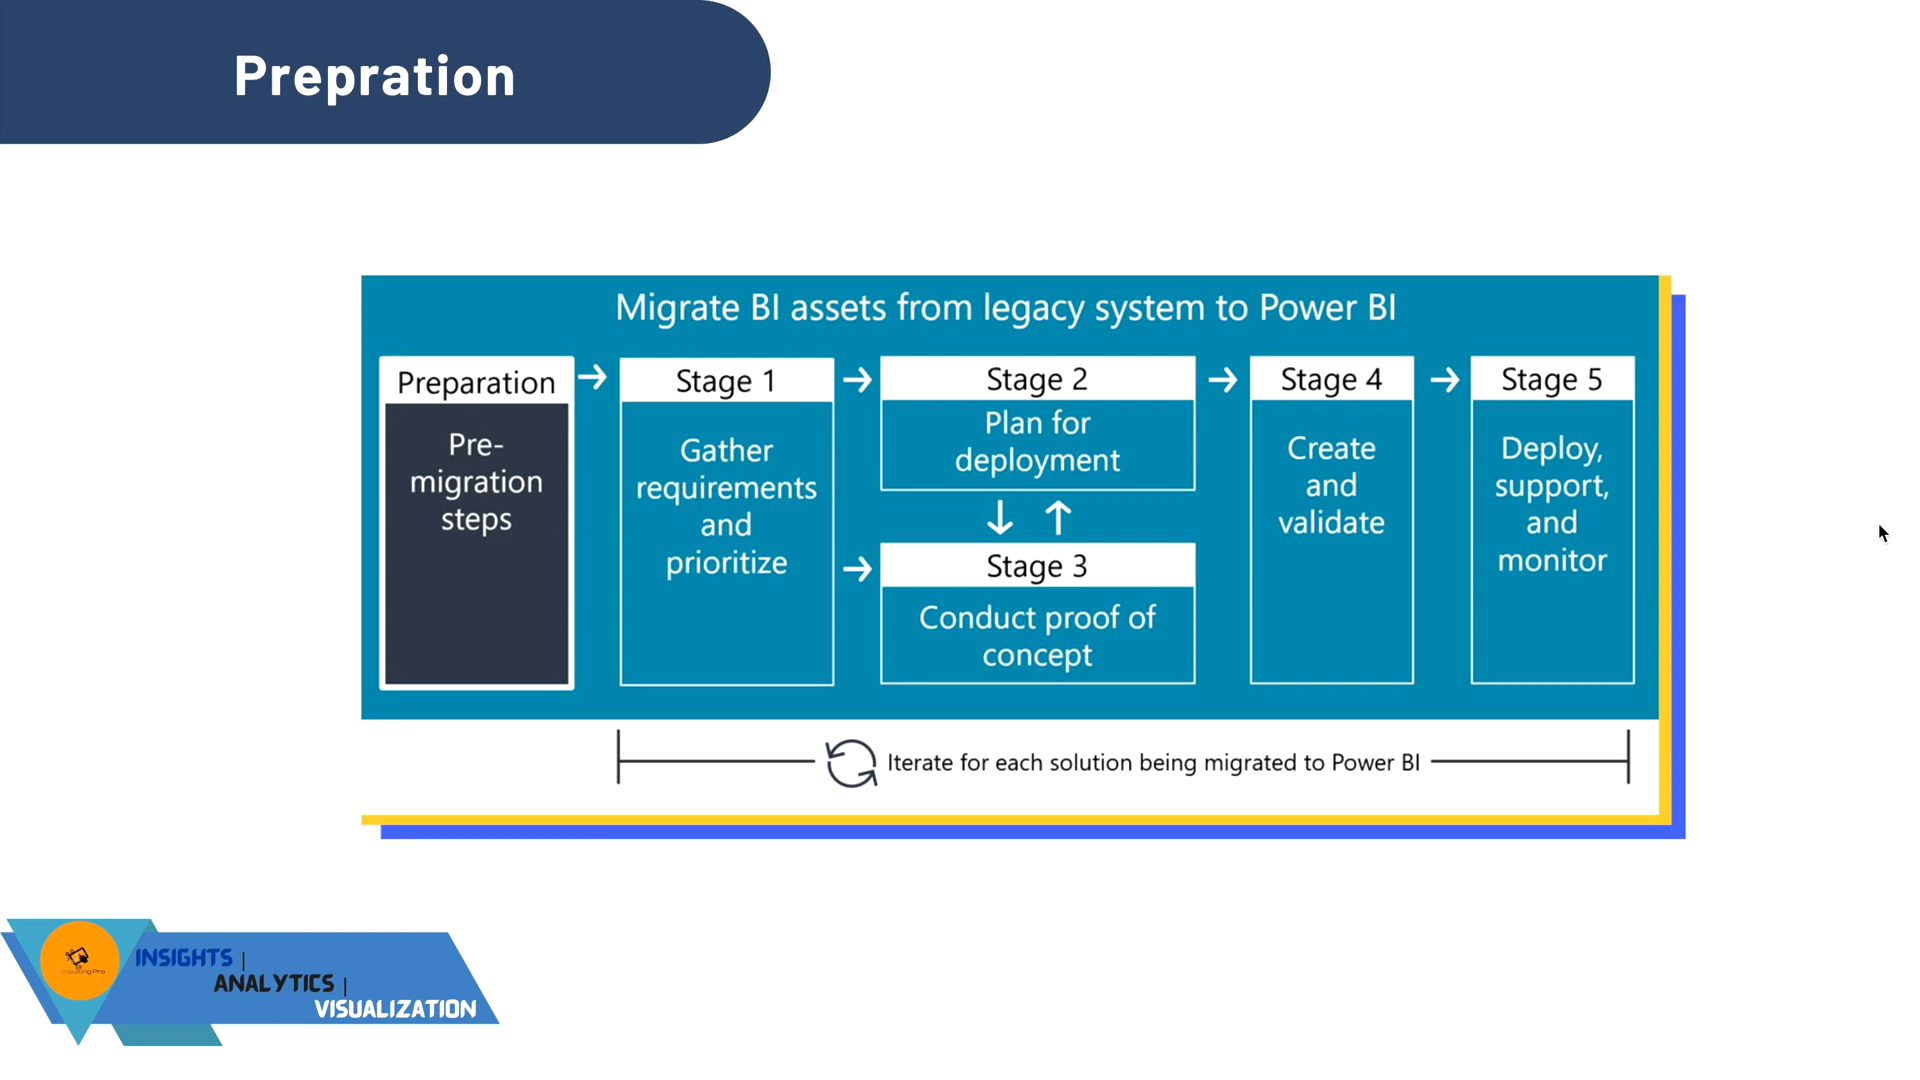 Prepration
Migrate BI assets from legacy system to Power BI
Preparation
Pre-
migration
steps
Stage 1
Gather
requirements
and
prioritize
Stage 2
Plan for
deployment
Stage 3
Conduct proof of
concept
Stage 4
Create
and
validate
Stage 5
Deploy,
support,
and
monitor
Iterate for each solution being migrated to Power BI
INSIGHTS |
ANALYTICS |
VISUALIZATION